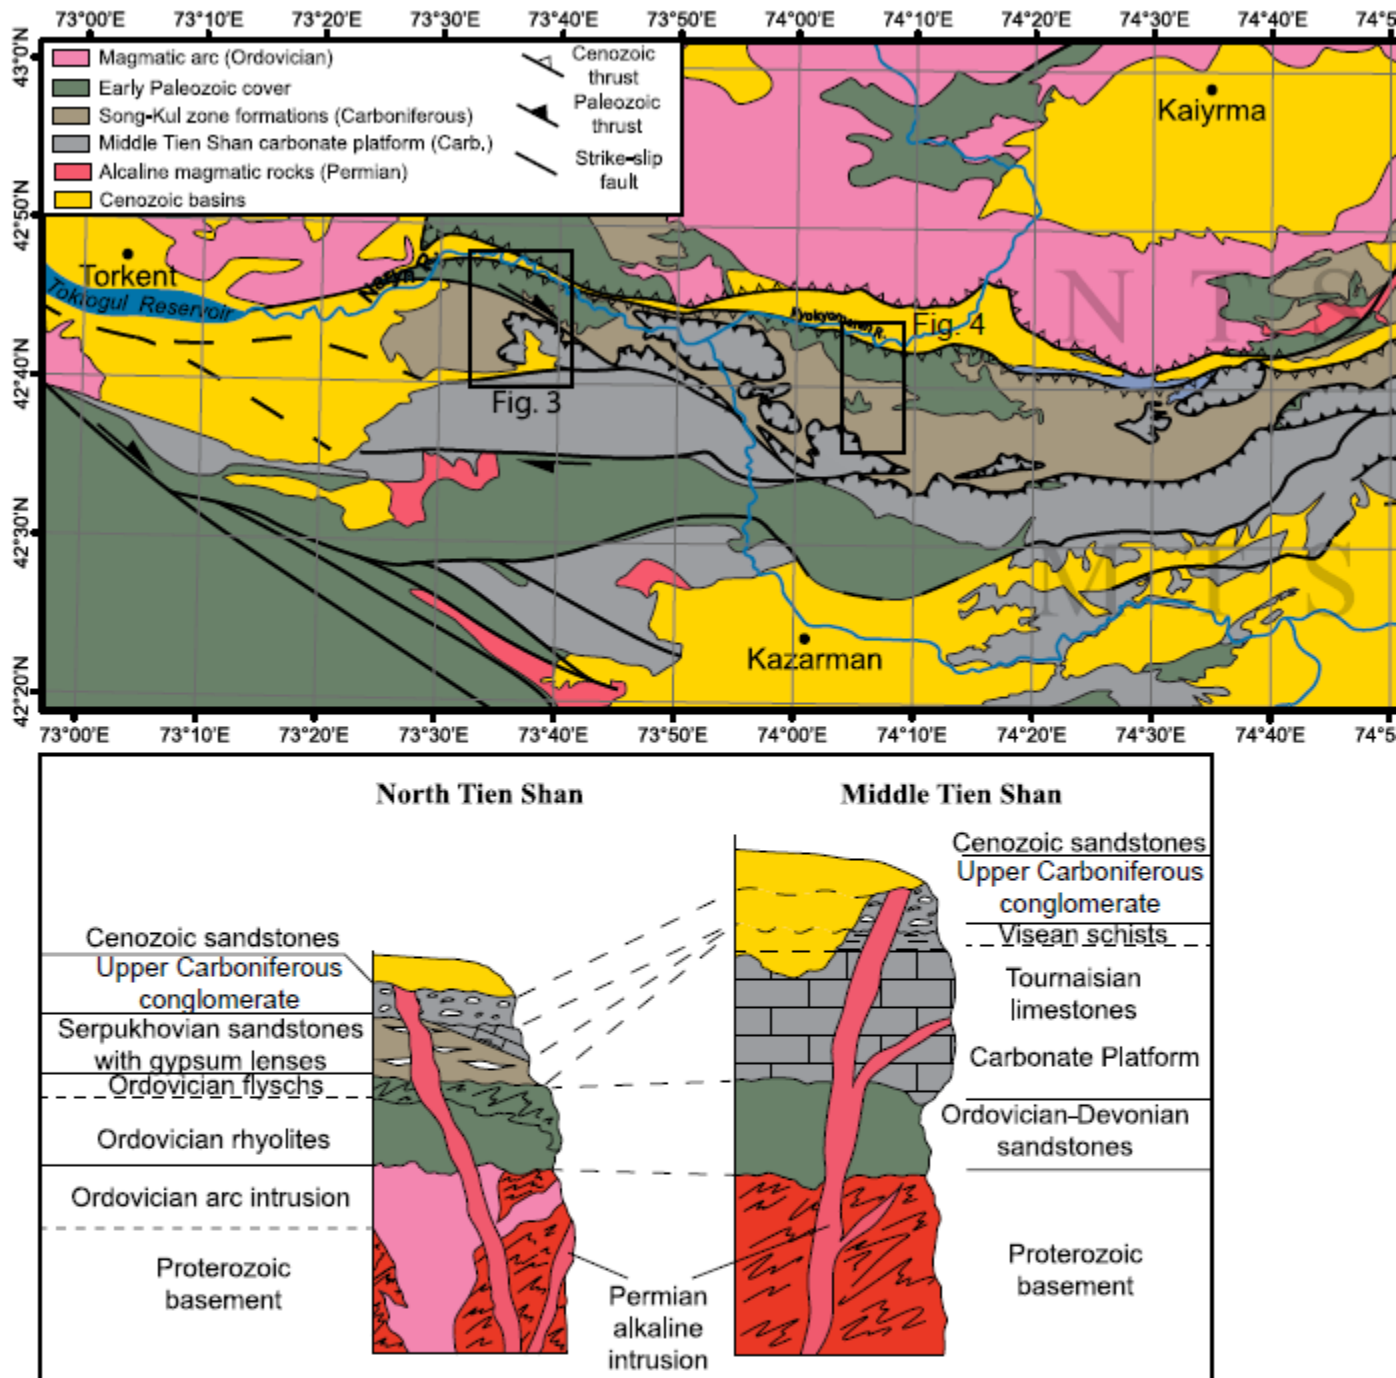 73°00'E 73°10'E 73°20'E 73°30'E 73°40'E 73°50'E 74°00'E 74°10'E 74°20'E 74°30'E 74°40'E 74°5
43°0'N
42°50'N
42°40'N
42°30'N
42°20'N
Magmatic arc (Ordovician)
Early Paleozoic cover
Song-Kul zone formations (Carboniferous)
Middle Tien Shan carbonate platform (Carb.)
Alcaline magmatic rocks (Permian)
Cenozoic basins
Cenozoic
thrust
Paleozoic
thrust
Strike-slip
fault
Kaiyrma
Torkent
Toktogul Reservoir
Naryn R.
N T S
Fig. 4
Fig. 3
M T S
Kazarman
73°00'E 73°10'E 73°20'E 73°30'E 73°40'E 73°50'E 74°00'E 74°10'E 74°20'E 74°30'E 74°40'E 74°5
North Tien Shan
Cenozoic sandstones
Upper Carboniferous
conglomerate
Serpukhovian sandstones
with gypsum lenses
Ordovician flyschs
Ordovician rhyolites
Ordovician arc intrusion
Proterozoic
basement
Permian
alkaline
intrusion
Middle Tien Shan
Cenozoic sandstones
Upper Carboniferous
conglomerate
Visean schists
Tournaisian
limestones
Carbonate Platform
Ordovician-Devonian
sandstones
Proterozoic
basement